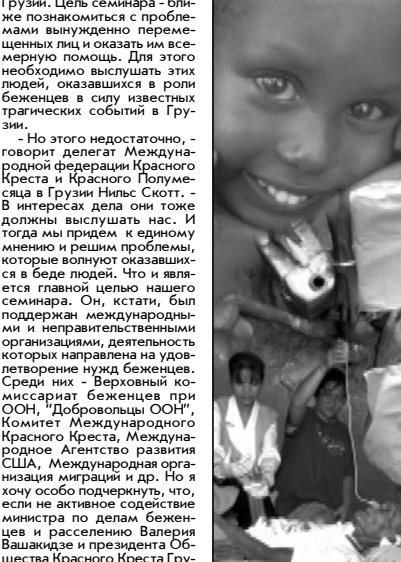 Грузии. Цель семинара - бли-
же познакомиться с пробле-
мами вынужденно переме-
щенных лиц и оказать им все-
мерную помощь. Для этого
необходимо выслушать этих
людей, оказавшихся в роли
беженцев в силу известных
трагических событий в Гру-
зии.
- Но этого недостаточно, -
говорит делегат Междуна-
родной федерации Красного
Креста и Красного Полуме-
сяца в Грузии Нильс Скотт. -
В интересах дела они тоже
должны выслушать нас. И
тогда мы придем к единому
мнению и решим проблемы,
которые волнуют оказавших-
ся в беде людей. Что и явля-
ется главной целью нашего
семинара. Он, кстати, был
поддержан международны-
ми и неправительственными
организациями, деятельность
которых направлена на удов-
летворение нужд беженцев.
Среди них - Верховный ко-
миссариат беженцев при
ООН, "Добровольцы ООН",
Комитет Международного
Красного Креста, Междуна-
родное Агентство развития
США, Международная орга-
низация миграций и др. Но я
хочу особо подчеркнуть, что,
если не активное содействие
министра по делам бежен-
цев и расселению Валерия
Вашакидзе и президента Об-
щества Красного Креста Гру-